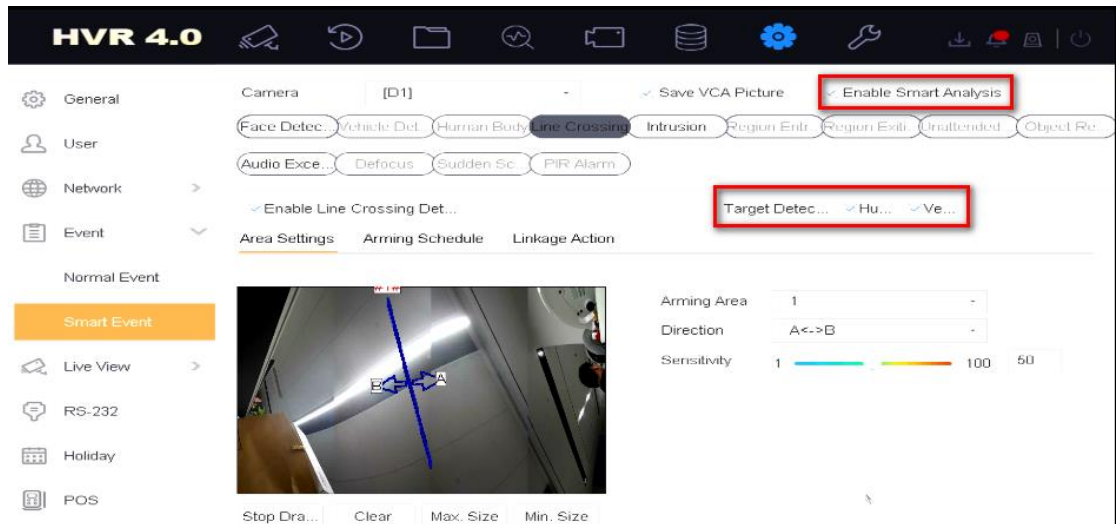 HVR 4.0
General
User
Network >
Event
Normal Event
Smart Event
Live View >
RS-232
Holiday
POS
Camera [D1] - Save VCA Picture Enable Smart Analysis
Face Detec... Vehicle Det... Human Body Line Crossing Intrusion Region Entr... Region Exiti... Unattended... Object Re...
Audio Exce... Defocus Sudden Sc... PIR Alarm
Enable Line Crossing Det... Target Detec... Hu... Ve...
Area Settings Arming Schedule Linkage Action
#1#
B A
Stop Dra... Clear Max. Size Min. Size
Arming Area 1 -
Direction A<->B -
Sensitivity 1 100 50